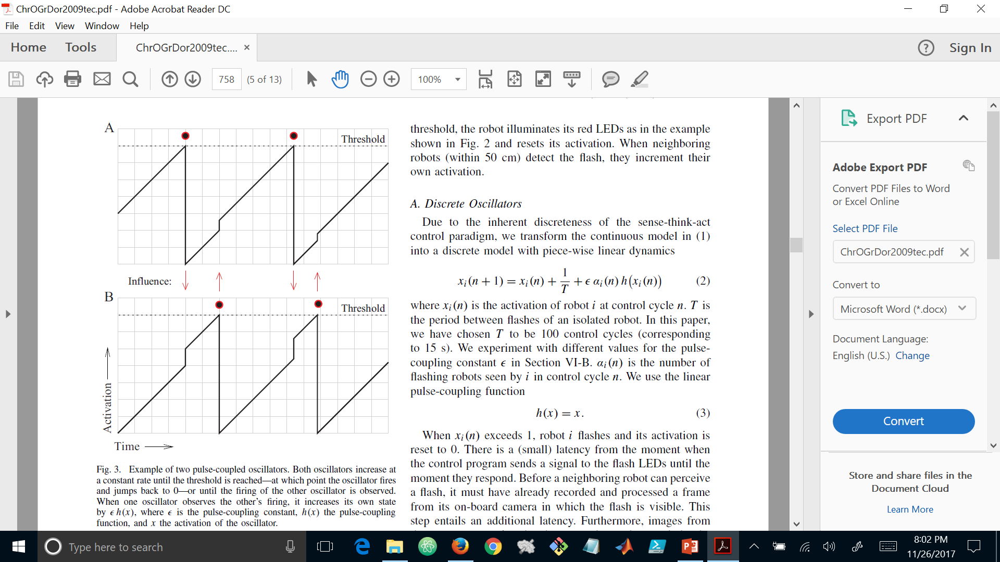 ChrOGrDor2009tec.pdf - Adobe Acrobat Reader DC
File Edit View Window Help
Home Tools ChrOGrDor2009tec.... × ? Sign In
758 (5 of 13) 100%
A
Threshold
Influence:
B
Threshold
Activation
Time
Fig. 3. Example of two pulse-coupled oscillators. Both oscillators increase at
a constant rate until the threshold is reached—at which point the oscillator fires
and jumps back to 0—or until the firing of the other oscillator is observed.
When one oscillator observes the other's firing, it increases its own state
by ϵ h(x), where ϵ is the pulse-coupling constant, h(x) the pulse-coupling
function, and x the activation of the oscillator.
threshold, the robot illuminates its red LEDs as in the example
shown in Fig. 2 and resets its activation. When neighboring
robots (within 50 cm) detect the flash, they increment their
own activation.
A. Discrete Oscillators
Due to the inherent discreteness of the sense-think-act
control paradigm, we transform the continuous model in (1)
into a discrete model with piece-wise linear dynamics
xᵢ(n + 1) = xᵢ(n) + 1/T + ϵ αᵢ(n) h(xᵢ(n)) (2)
where xᵢ(n) is the activation of robot i at control cycle n. T is
the period between flashes of an isolated robot. In this paper,
we have chosen T to be 100 control cycles (corresponding
to 15 s). We experiment with different values for the pulse-
coupling constant ϵ in Section VI-B. αᵢ(n) is the number of
flashing robots seen by i in control cycle n. We use the linear
pulse-coupling function
h(x) = x. (3)
When xᵢ(n) exceeds 1, robot i flashes and its activation is
reset to 0. There is a (small) latency from the moment when
the control program sends a signal to the flash LEDs until the
moment they respond. Before a neighboring robot can perceive
a flash, it must have already recorded and processed a frame
from its on-board camera in which the flash is visible. This
step entails an additional latency. Furthermore, images from
Export PDF
Adobe Export PDF
Convert PDF Files to Word
or Excel Online
Select PDF File
ChrOGrDor2009tec.pdf
Convert to
Microsoft Word (*.docx)
Document Language:
English (U.S.) Change
Convert
Store and share files in the
Document Cloud
Learn More
Type here to search
8:02 PM
11/26/2017